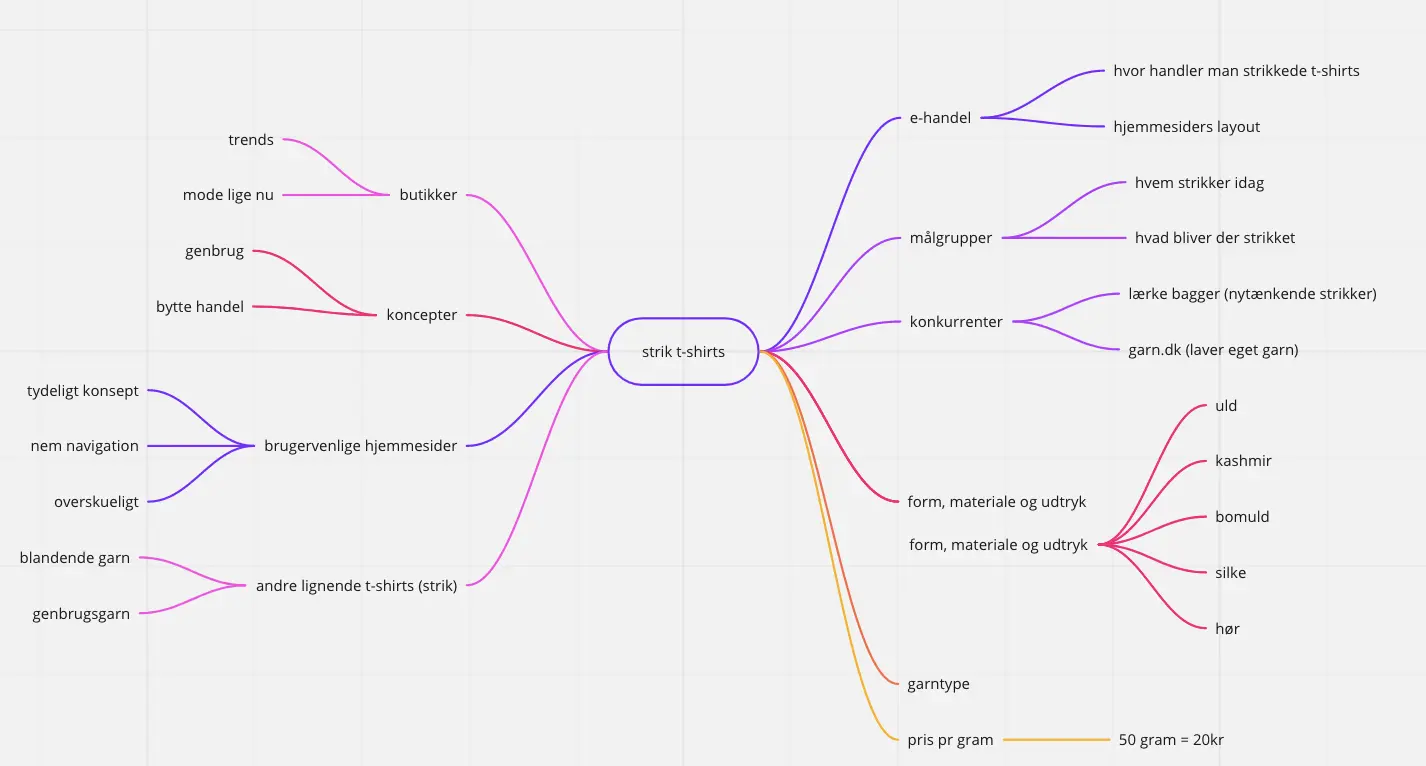 strik t-shirts
butikker
trends
mode lige nu
koncepter
genbrug
bytte handel
brugervenlige hjemmesider
tydeligt konsept
nem navigation
overskueligt
andre lignende t-shirts (strik)
blandende garn
genbrugsgarn
e-handel
hvor handler man strikkede t-shirts
hjemmesiders layout
målgrupper
hvem strikker idag
hvad bliver der strikket
konkurrenter
lærke bagger (nytænkende strikker)
garn.dk (laver eget garn)
form, materiale og udtryk
form, materiale og udtryk
uld
kashmir
bomuld
silke
hør
garntype
pris pr gram
50 gram = 20kr